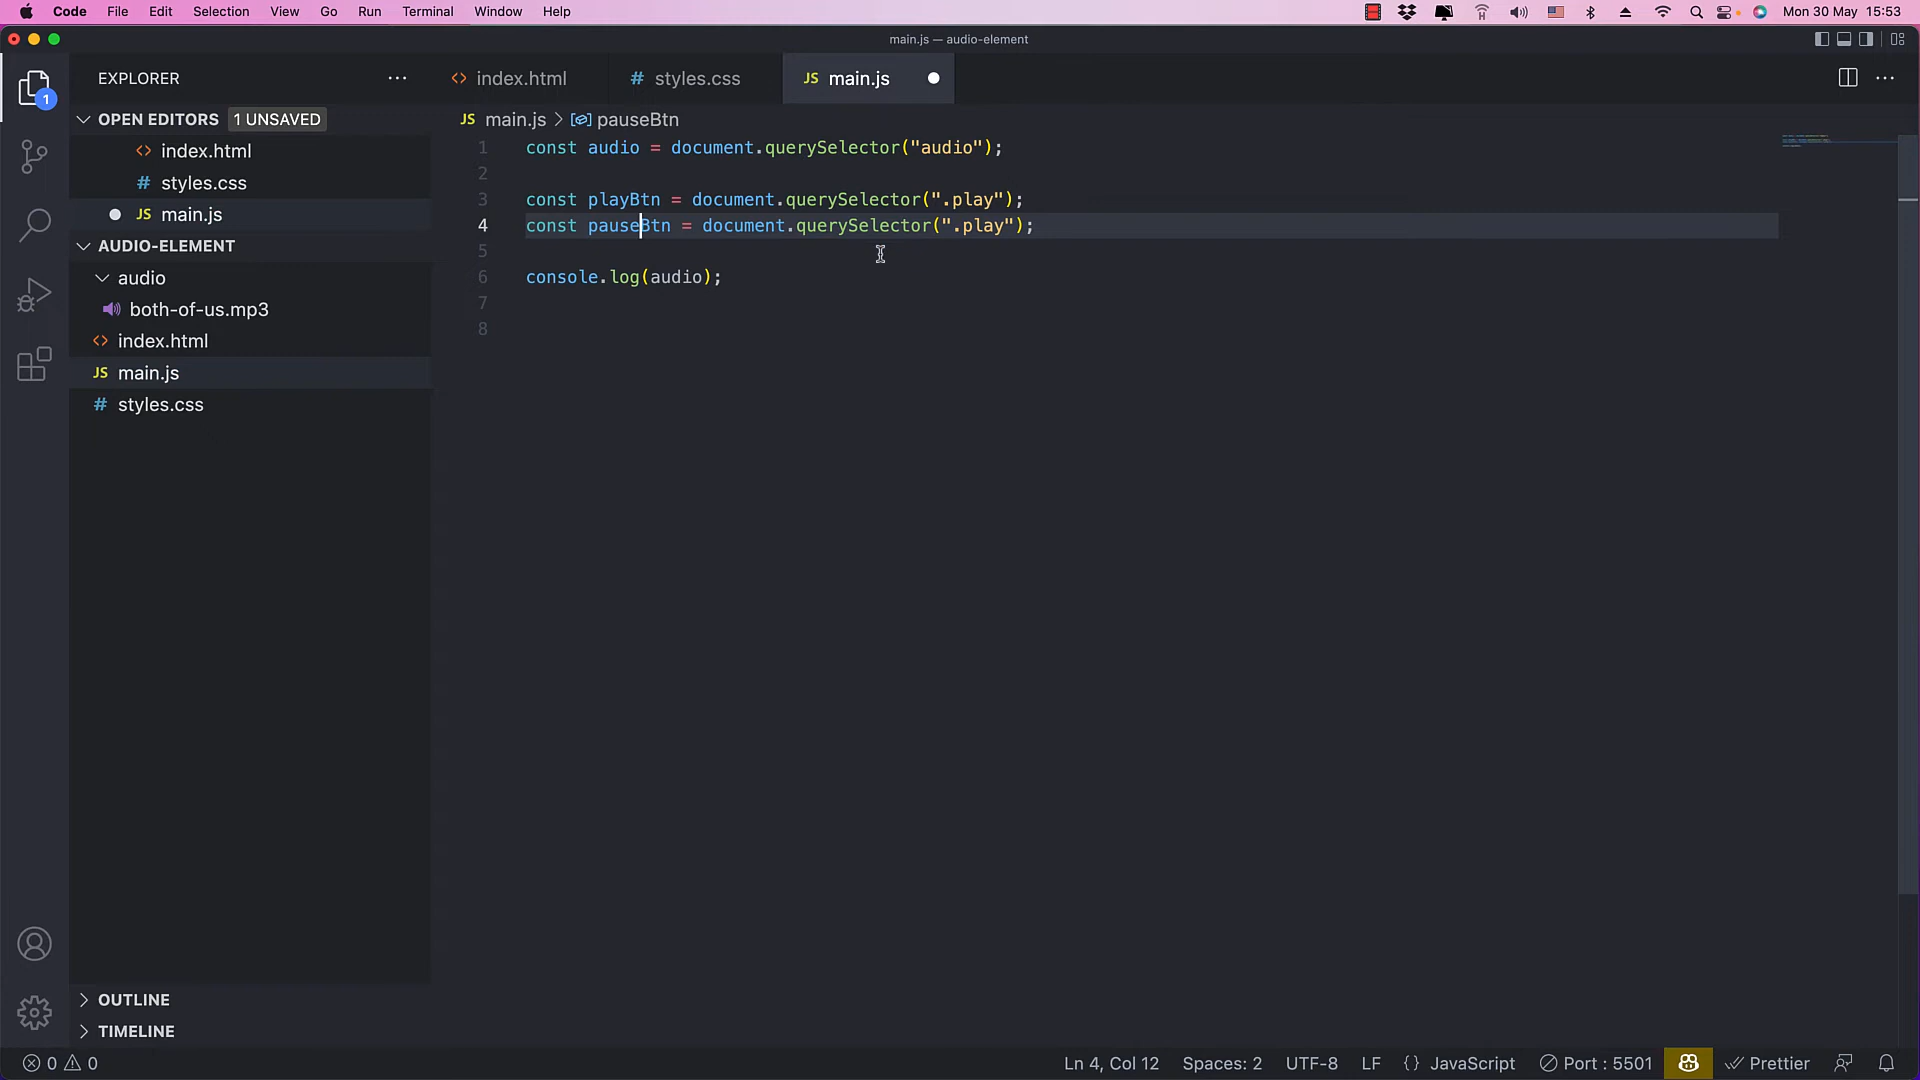 Code File Edit Selection View Go Run Terminal Window Help Mon 30 May 15:53
main.js — audio-element
EXPLORER
1
OPEN EDITORS 1 UNSAVED
index.html
styles.css
JS main.js
AUDIO-ELEMENT
audio
both-of-us.mp3
index.html
JS main.js
styles.css
OUTLINE
TIMELINE
index.html styles.css JS main.js
JS main.js > pauseBtn
1 const audio = document.querySelector("audio");
2
3 const playBtn = document.querySelector(".play");
4 const pauseBtn = document.querySelector(".play");
5
6 console.log(audio);
7
8
0 0 Ln 4, Col 12 Spaces: 2 UTF-8 LF {} JavaScript Port : 5501 Prettier